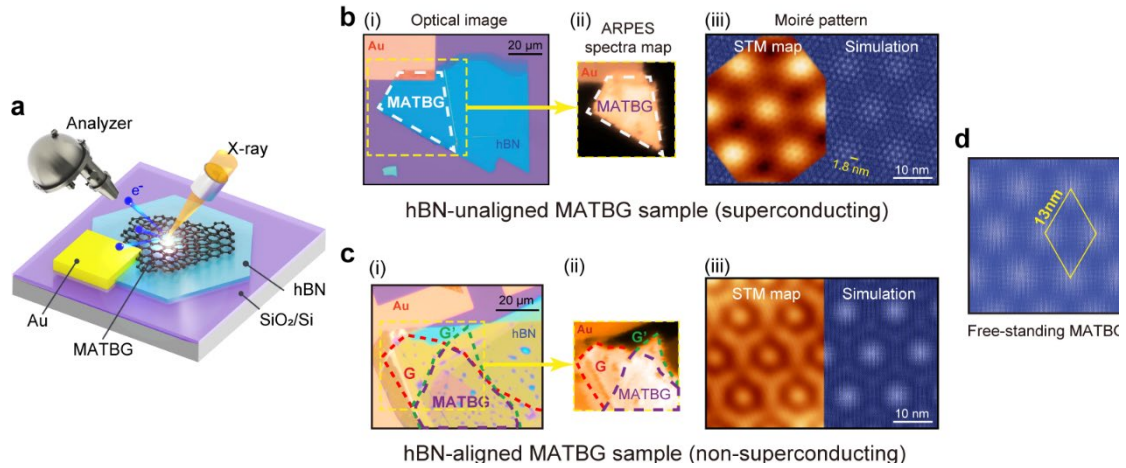 a
Analyzer
X-ray
e-
Au
MATBG
hBN
SiO₂/Si
b
(i)
Optical image
20 µm
Au
MATBG
hBN
(ii)
ARPES
spectra map
Au
MATBG
(iii)
Moiré pattern
STM map
Simulation
1.8 nm
10 nm
hBN-unaligned MATBG sample (superconducting)
c
(i)
20 µm
Au
G'
hBN
G
MATBG
(ii)
Au
G'
G
MATBG
(iii)
STM map
Simulation
10 nm
hBN-aligned MATBG sample (non-superconducting)
d
13nm
Free-standing MATBG